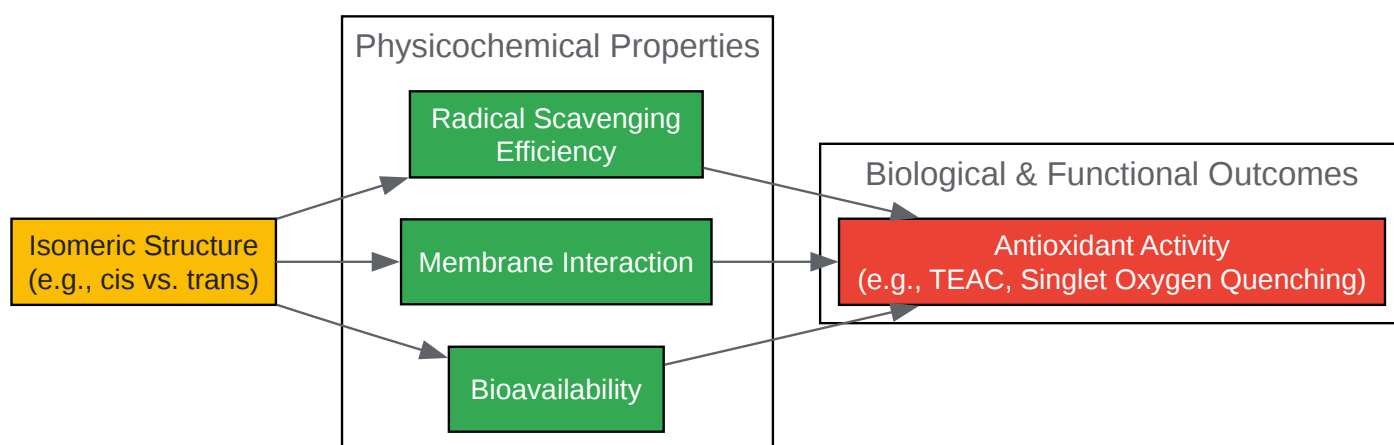 Physicochemical Properties
Radical Scavenging
Efficiency
Biological & Functional Outcomes
Isomeric Structure
(e.g., cis vs. trans)
Membrane Interaction
Antioxidant Activity
(e.g., TEAC, Singlet Oxygen Quenching)
Bioavailability